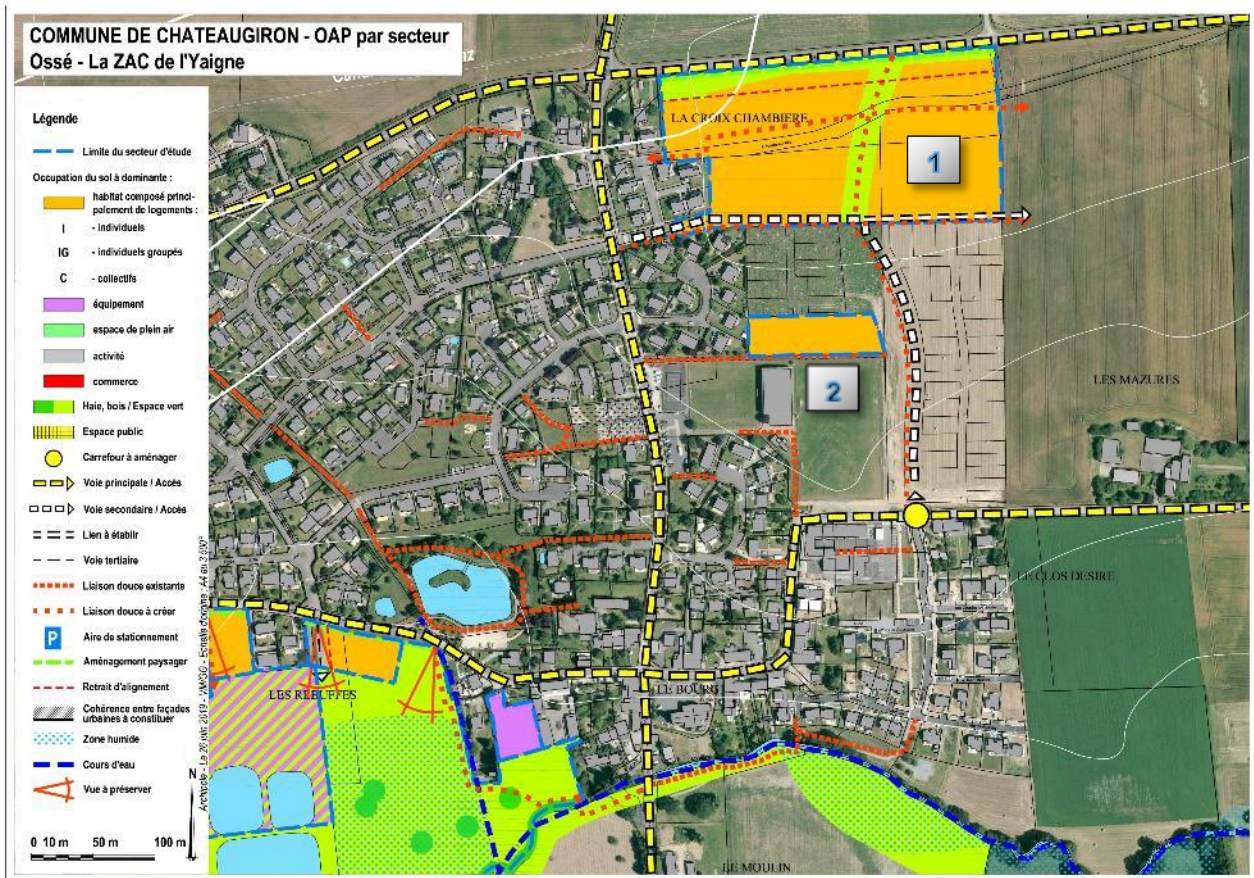 COMMUNE DE CHATEAUGIRON - OAP par secteur
Ossé - La ZAC de l'Yaigne
Légende
Limite du secteur d'étude
Occupation du sol à dominante :
habitat composé princi-
palement de logements :
I - individuels
IG - individuels groupés
C - collectifs
équipement
espace de plein air
activité
commerce
Haie, bois / Espace vert
Espace public
Carrefour à aménager
Voie principale / Accès
Voie secondaire / Accès
Lien à établir
Voie tertiaire
Liaison douce existante
Liaison douce à créer
P Aire de stationnement
Aménagement paysager
Retrait d'alignement
Cohérence entre façades
urbaines à constituer
Zone humide
Cours d'eau
Vue à préserver
N
0 10 m 50 m 100 m
LA CROIX CHAMBIERE
1
2
LES MAZURES
LE CLOS DESIRE
LES RLEUFFES
LE BOURG
LE MOULIN